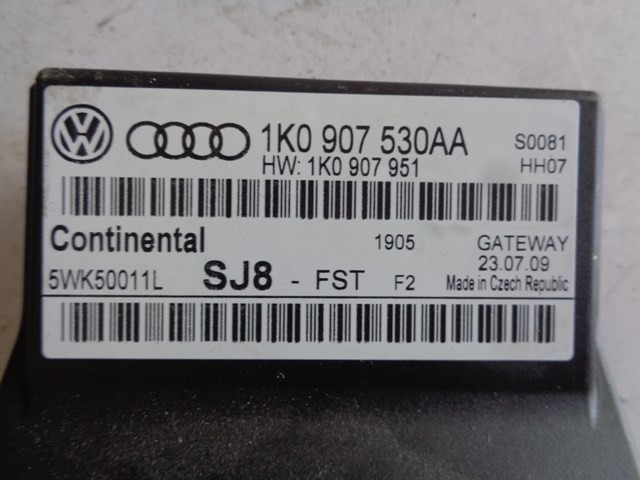 1K0 907 530AA S0081
HW: 1K0 907 951 HH07
Continental 1905 GATEWAY
23.07.09
5WK50011L SJ8 - FST F2 Made in Czech Republic